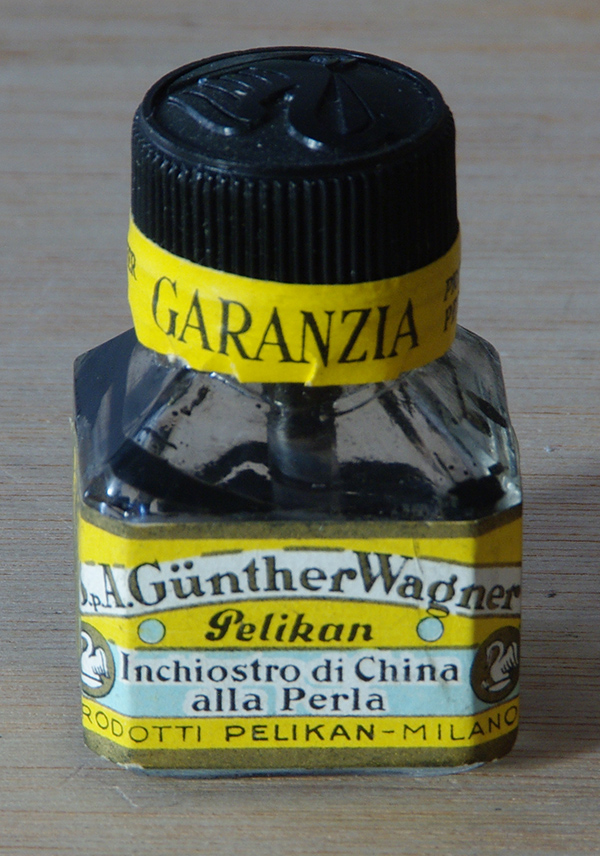 GARANZIA
S.p.A. Günther Wagner
Pelikan
Inchiostro di China
alla Perla
PRODOTTI PELIKAN-MILANO